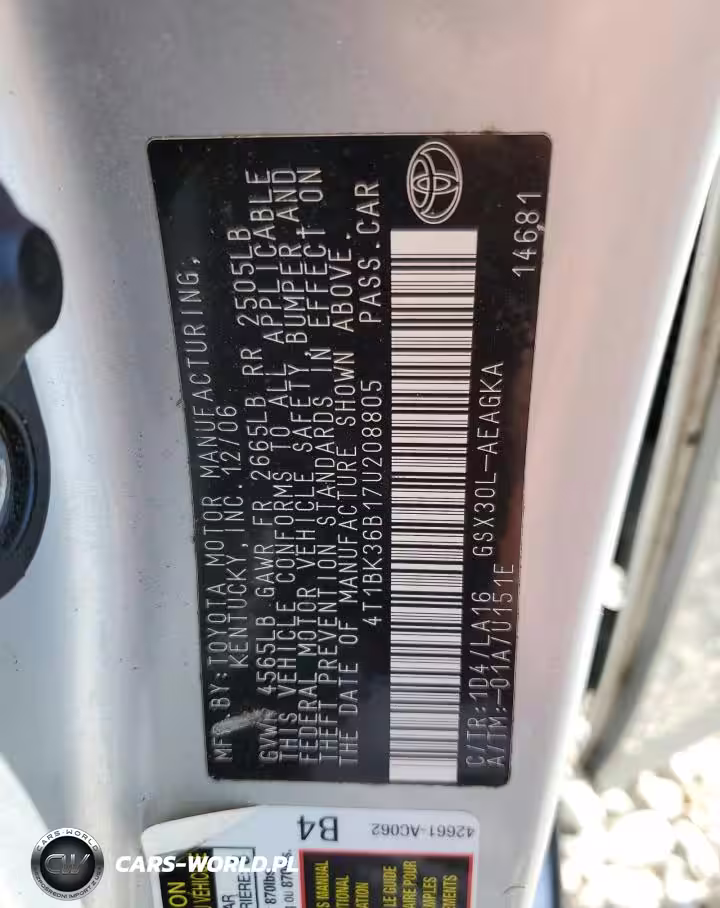 MFD BY: TOYOTA MOTOR MANUFACTURING,
KENTUCKY, INC. 12/06
GVWR 4565LB GAWR FR 2665LB RR 2505LB
THIS VEHICLE CONFORMS TO ALL APPLICABLE
FEDERAL MOTOR VEHICLE SAFETY, BUMPER, AND
THEFT PREVENTION STANDARDS IN EFFECT ON
THE DATE OF MANUFACTURE SHOWN ABOVE.
4T1BK36B17U208805 PASS.CAR
C/TR:1D4/LA16 GSX30L-AEAGKA
A/TM:-01A/U151E 14681
B4
42661-AC062
CARS-WORLD
CW
CARS-WORLD.PL